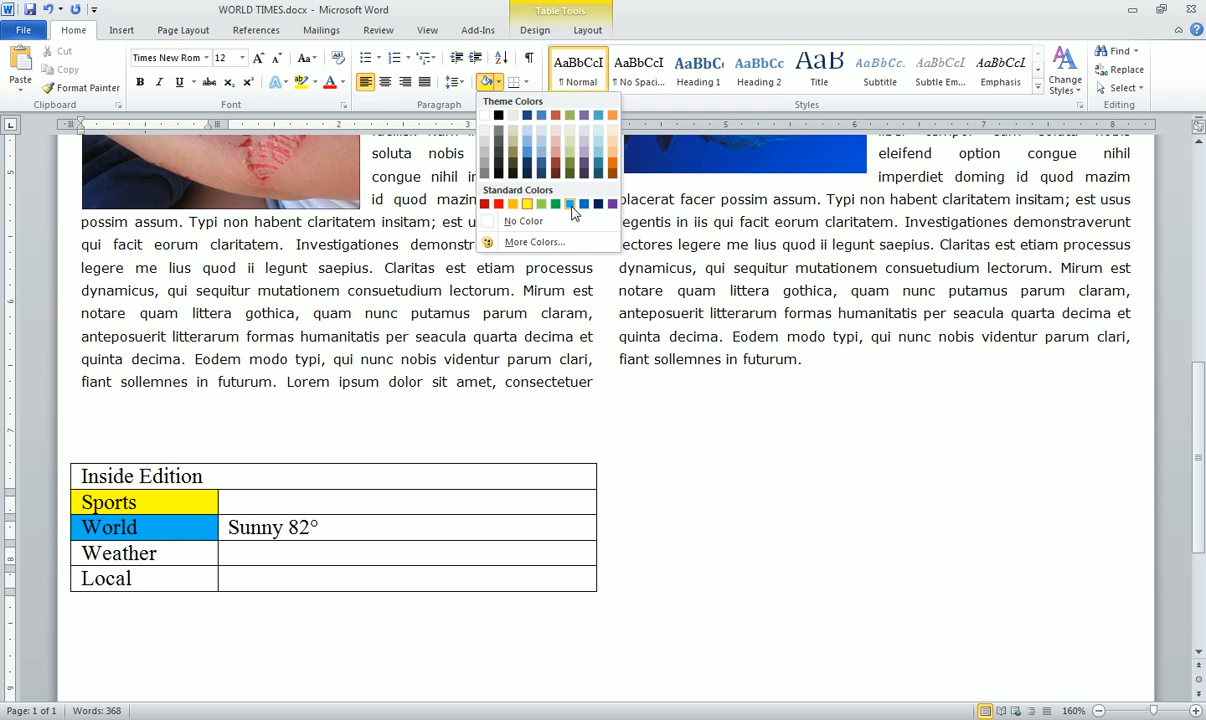 WORLD TIMES.docx - Microsoft Word
Table Tools
File Home Insert Page Layout References Mailings Review View Add-Ins Design Layout
Paste
Cut
Copy
Format Painter
Clipboard
Times New Rom 12
Font
Paragraph
AaBbCcI AaBbCcI AaBbC AaBbCc AaB AaBbCc. AaBbCcI AaBbCcI
¶ Normal ¶ No Spaci... Heading 1 Heading 2 Title Subtitle Subtle Em... Emphasis
Change Styles
Styles
Find
Replace
Select
Editing
Theme Colors
Standard Colors
No Color
More Colors...
soluta nobis
congue nihil
id quod mazim
possim assum. Typi non habent claritatem insitam; est
qui facit eorum claritatem. Investigationes
legere me lius quod ii legunt saepius. Claritas est etiam processus
dynamicus, qui sequitur mutationem consuetudium lectorum. Mirum est
notare quam littera gothica, quam nunc putamus parum claram,
anteposuerit litterarum formas humanitatis per seacula quarta decima et
quinta decima. Eodem modo typi, qui nunc nobis videntur parum clari,
fiant sollemnes in futurum. Lorem ipsum dolor sit amet, consectetuer
eleifend option congue nihil
imperdiet doming id quod mazim
placerat facer possim assum. Typi non habent claritatem insitam; est usus
legentis in iis qui facit eorum claritatem. Investigationes demonstraverunt
lectores legere me lius quod ii legunt saepius. Claritas est etiam processus
dynamicus, qui sequitur mutationem consuetudium lectorum. Mirum est
notare quam littera gothica, quam nunc putamus parum claram,
anteposuerit litterarum formas humanitatis per seacula quarta decima et
quinta decima. Eodem modo typi, qui nunc nobis videntur parum clari,
fiant sollemnes in futurum.
Inside Edition
Sports
World Sunny 82°
Weather
Local
Page: 1 of 1 Words: 368 160%